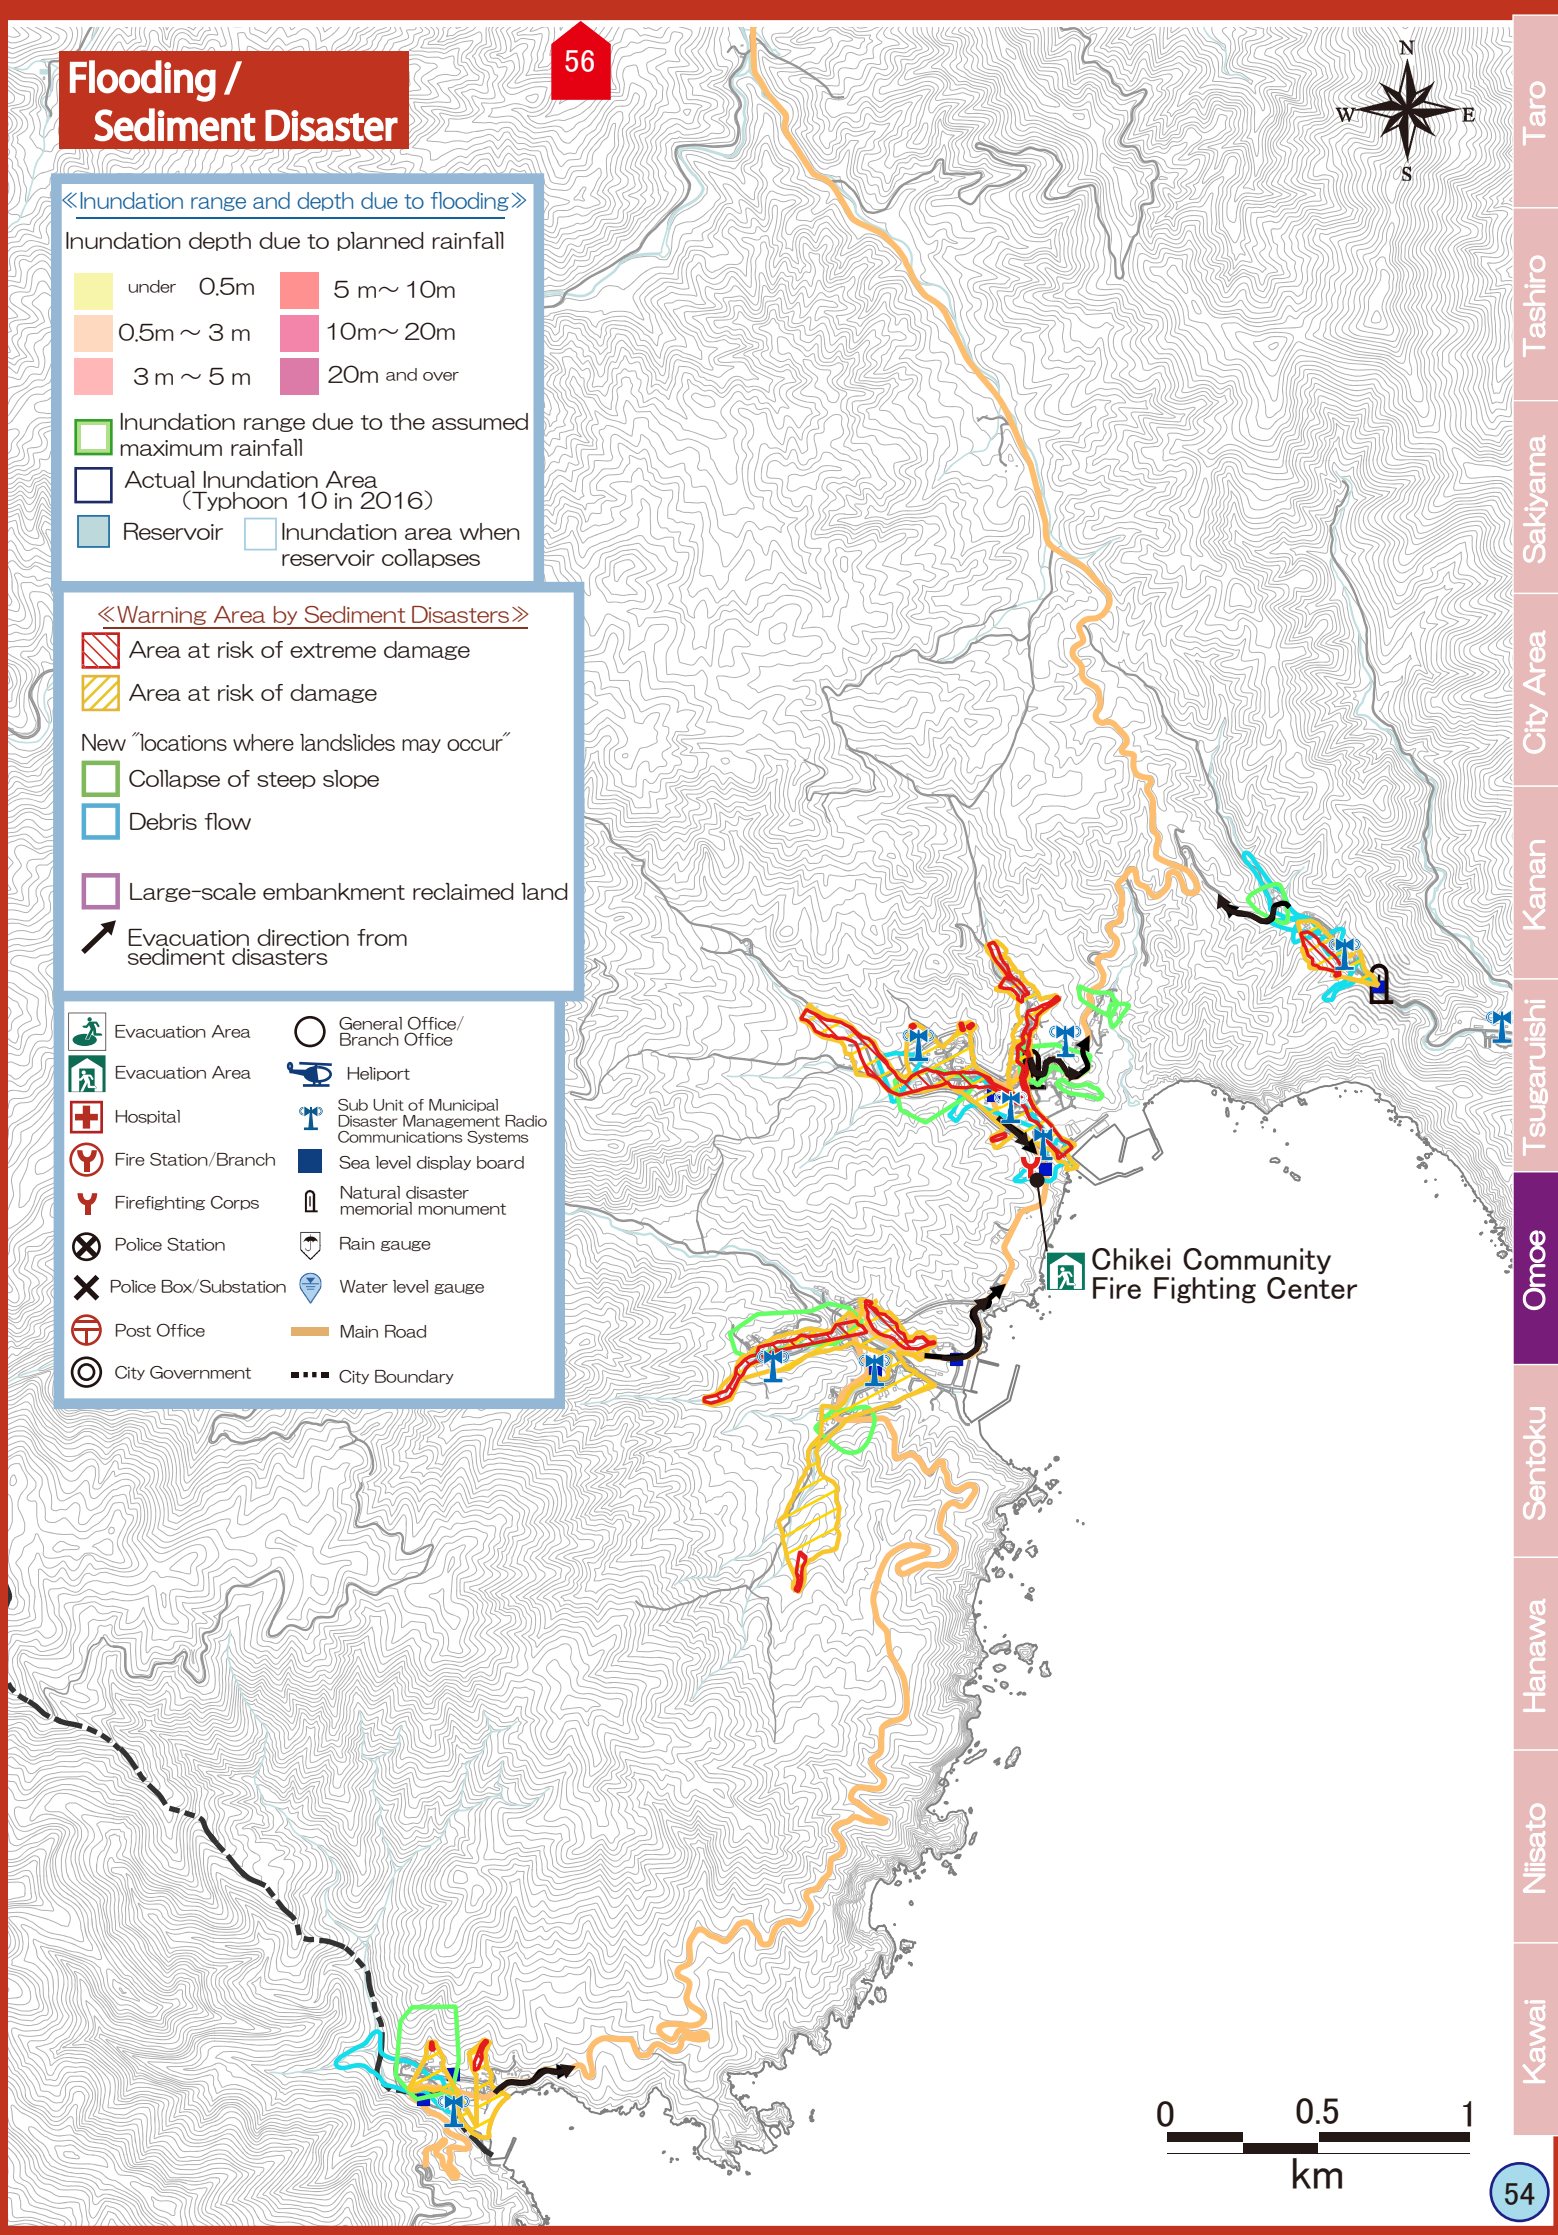 56
Flooding /
Sediment Disaster
N
W
E
S
≪Inundation range and depth due to flooding≫
Inundation depth due to planned rainfall
under 0.5m
5 m～ 10m
0.5m ～ 3 m
10m～ 20m
3 m ～ 5 m
20m and over
Inundation range due to the assumed
maximum rainfall
Actual Inundation Area
（Typhoon 10 in 2016）
Reservoir
Inundation area when
reservoir collapses
≪Warning Area by Sediment Disasters≫
Area at risk of extreme damage
Area at risk of damage
New "locations where landslides may occur"
Collapse of steep slope
Debris flow
Large-scale embankment reclaimed land
Evacuation direction from
sediment disasters
Evacuation Area
General Office/
Branch Office
Evacuation Area
Heliport
Hospital
Sub Unit of Municipal
Disaster Management Radio
Communications Systems
Fire Station/Branch
Sea level display board
Firefighting Corps
Natural disaster
memorial monument
Police Station
Rain gauge
Police Box/Substation
Water level gauge
Post Office
Main Road
City Government
City Boundary
Chikei Community
Fire Fighting Center
Taro
Tashiro
Sakiyama
City Area
Kanan
Tsugaruishi
Omoe
Sentoku
Hanawa
Niisato
Kawai
0
0.5
1
km
54